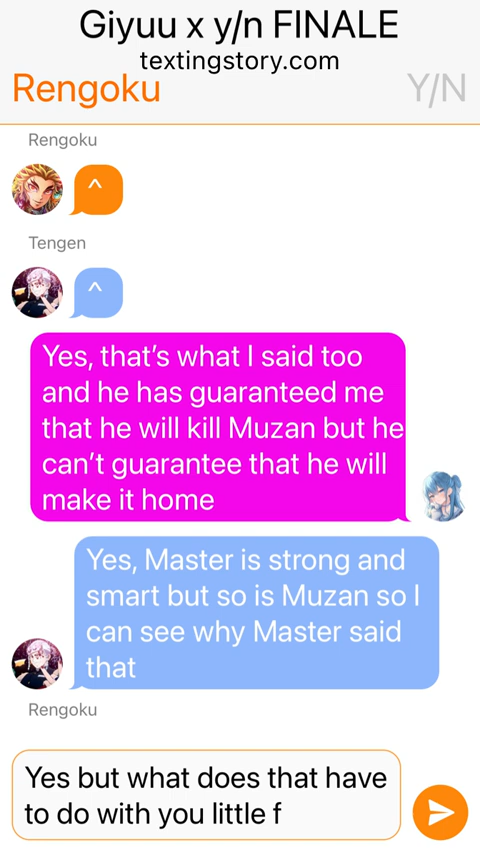 Giyuu x y/n FINALE
textingstory.com
Rengoku
Y/N
Rengoku
^
Tengen
^
Yes, that's what I said too
and he has guaranteed me
that he will kill Muzan but he
can't guarantee that he will
make it home
Yes, Master is strong and
smart but so is Muzan so I
can see why Master said
that
Rengoku
Yes but what does that have
to do with you little f